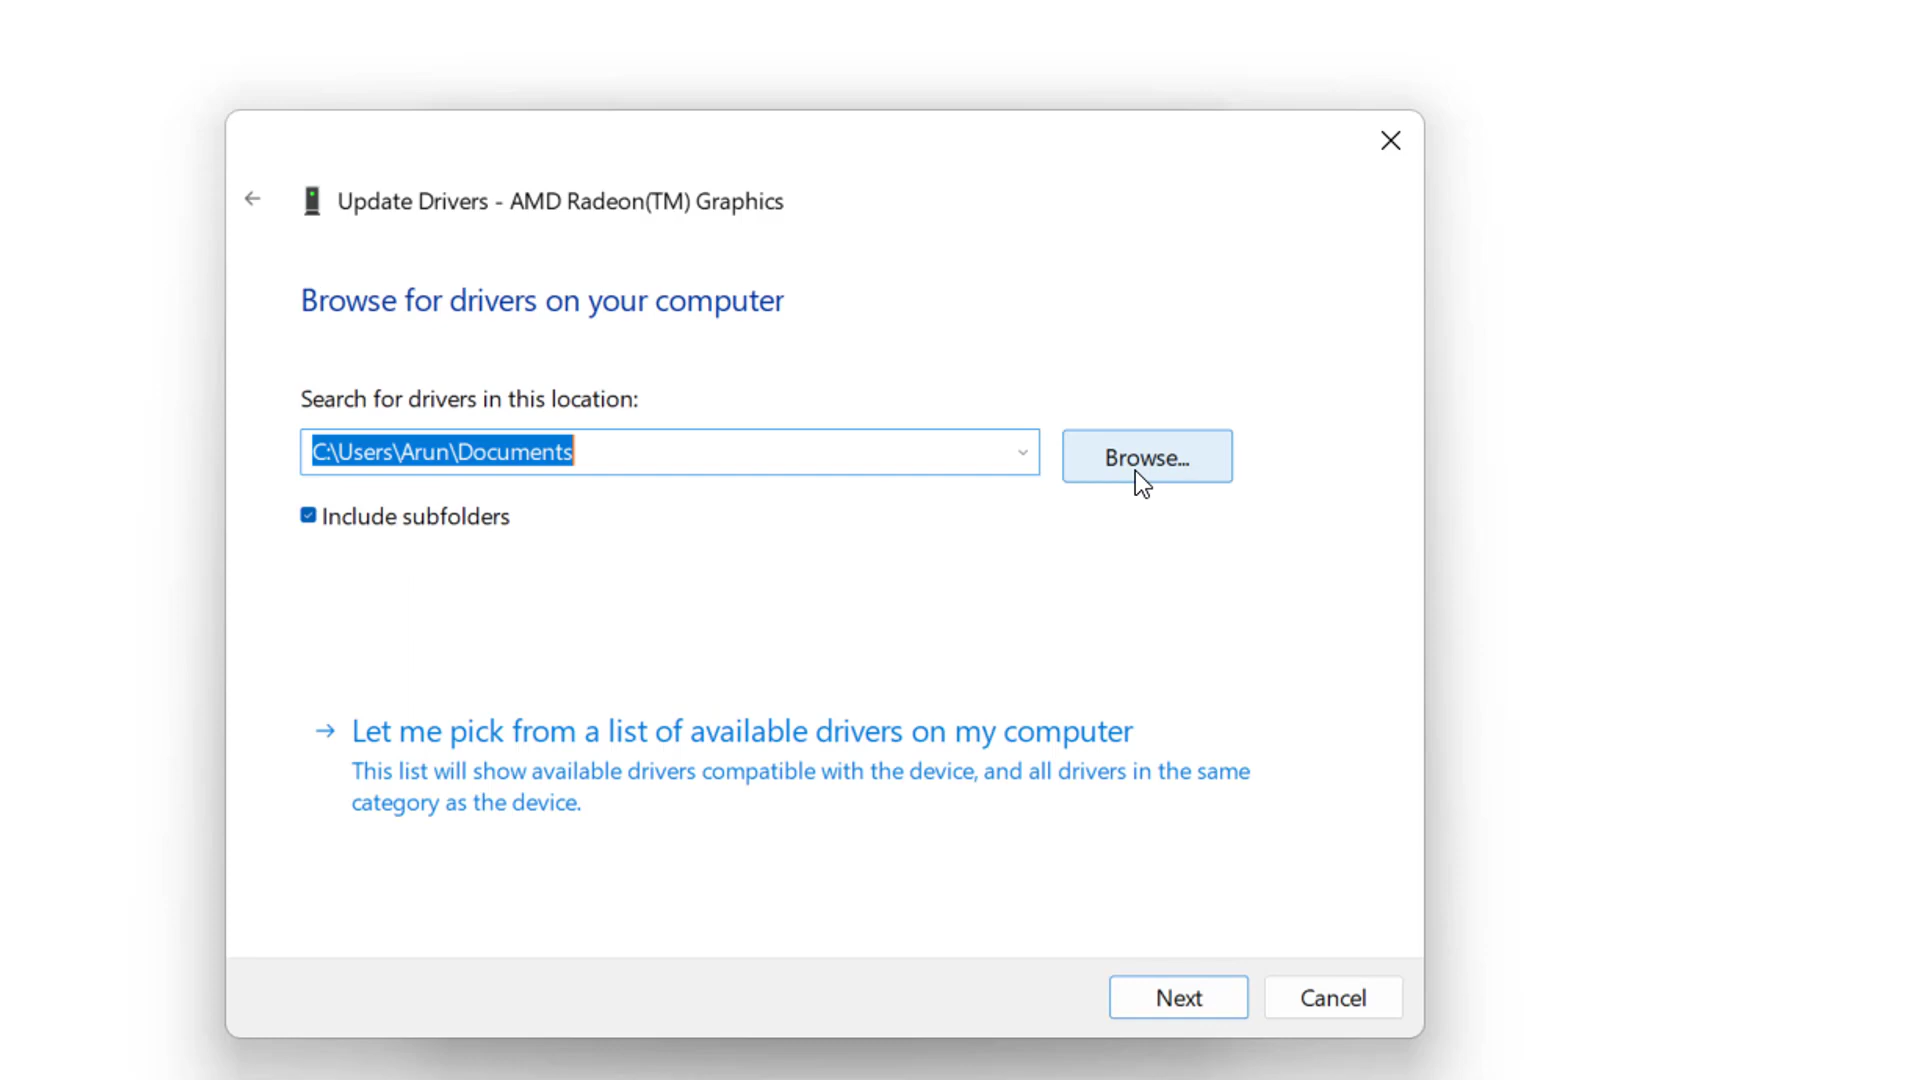 Update Drivers - AMD Radeon(TM) Graphics
Browse for drivers on your computer
Search for drivers in this location:
C:\Users\Arun\Documents
Browse...
Include subfolders
Let me pick from a list of available drivers on my computer
This list will show available drivers compatible with the device, and all drivers in the same
category as the device.
Next
Cancel